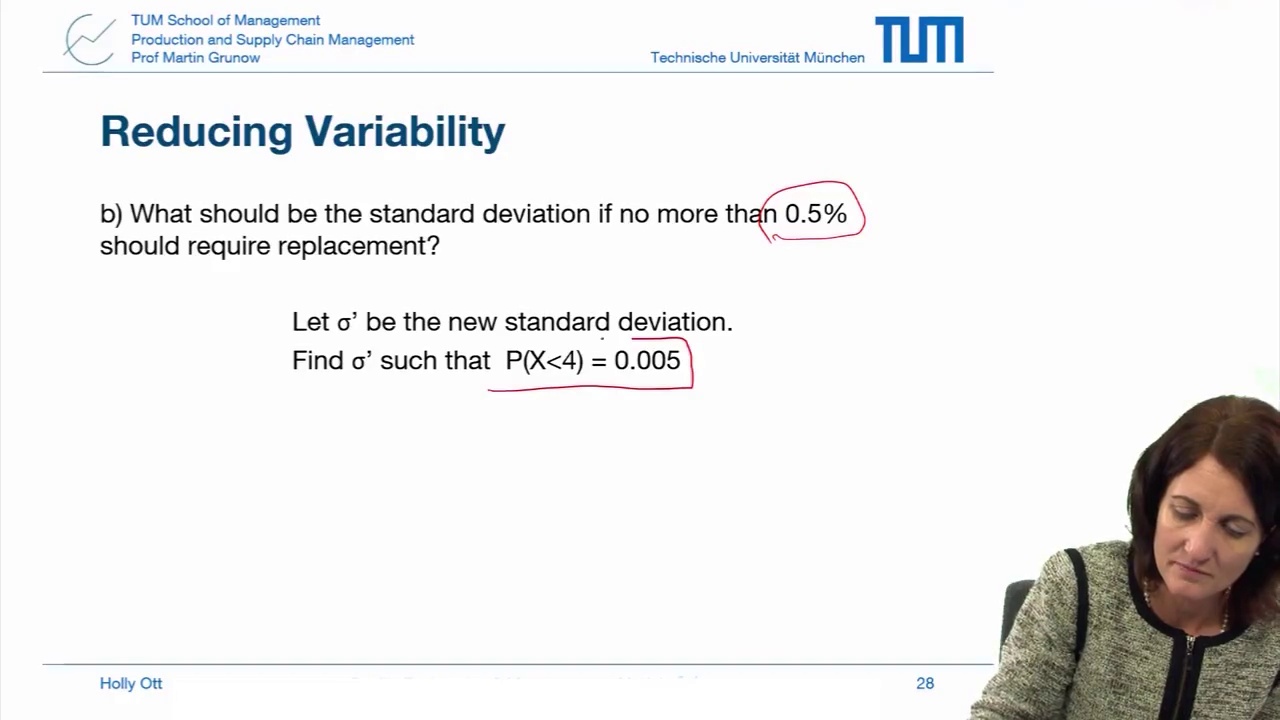 TUM School of Management
Production and Supply Chain Management
Prof Martin Grunow
Technische Universität München
TUM
Reducing Variability
b) What should be the standard deviation if no more than 0.5%
should require replacement?
Let σ’ be the new standard deviation.
Find σ’ such that P(X<4) = 0.005
Holly Ott
28